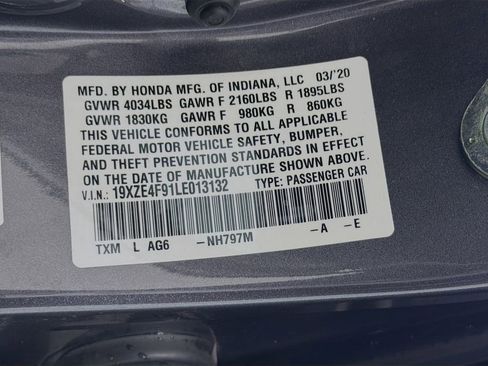 MFD. BY HONDA MFG. OF INDIANA, LLC 03/'20
GVWR 4034LBS GAWR F 2160LBS R 1895LBS
GVWR 1830KG GAWR F 980KG R 860KG
THIS VEHICLE CONFORMS TO ALL APPLICABLE
FEDERAL MOTOR VEHICLE SAFETY, BUMPER,
AND THEFT PREVENTION STANDARDS IN EFFECT
ON THE DATE OF MANUFACTURE SHOWN ABOVE.
V.I.N.: 19XZE4F91LE013132 TYPE: PASSENGER CAR
TXM L AG6 -NH797M -A -E